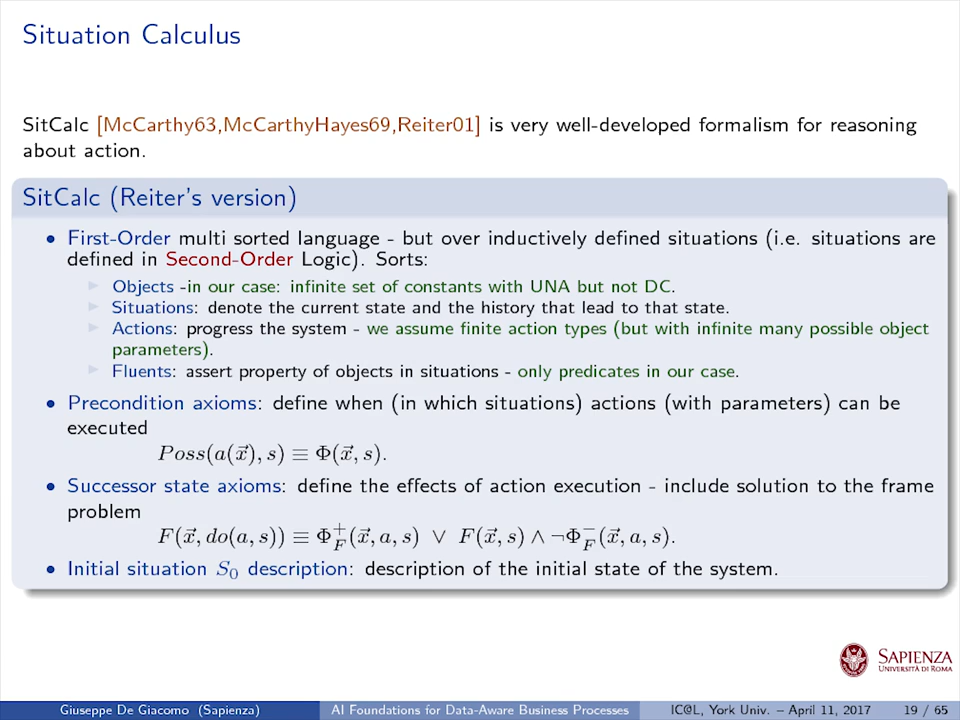 Situation Calculus
SitCalc [McCarthy63,McCarthyHayes69,Reiter01] is very well-developed formalism for reasoning
about action.
SitCalc (Reiter's version)
• First-Order multi sorted language - but over inductively defined situations (i.e. situations are
defined in Second-Order Logic). Sorts:
▶ Objects -in our case: infinite set of constants with UNA but not DC.
▶ Situations: denote the current state and the history that lead to that state.
▶ Actions: progress the system - we assume finite action types (but with infinite many possible object
parameters).
▶ Fluents: assert property of objects in situations - only predicates in our case.
• Precondition axioms: define when (in which situations) actions (with parameters) can be
executed
Poss(a(x⃗), s) ≡ Φ(x⃗, s).
• Successor state axioms: define the effects of action execution - include solution to the frame
problem
F(x⃗, do(a, s)) ≡ Φ_F^+(x⃗, a, s) ∨ F(x⃗, s) ∧ ¬Φ_F^−(x⃗, a, s).
• Initial situation S₀ description: description of the initial state of the system.
SAPIENZA
UNIVERSITÀ DI ROMA
Giuseppe De Giacomo (Sapienza) AI Foundations for Data-Aware Business Processes IC@L, York Univ. – April 11, 2017 19 / 65